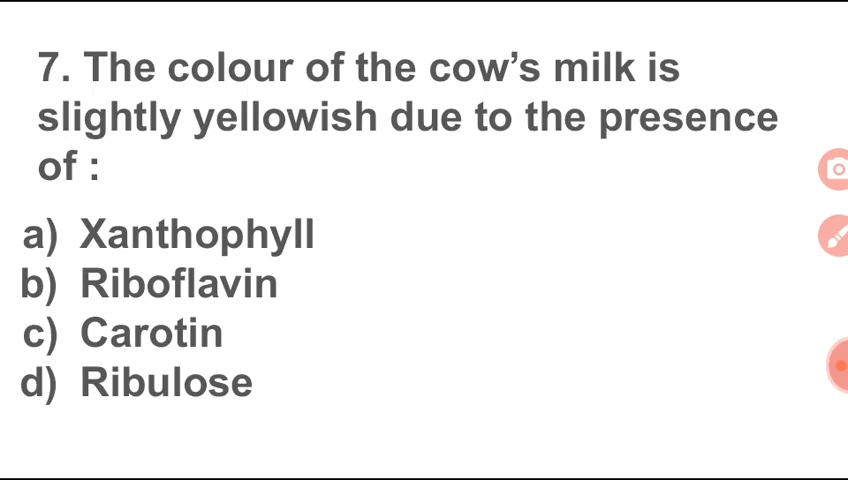 7. The colour of the cow's milk is
slightly yellowish due to the presence
of :
a) Xanthophyll
b) Riboflavin
c) Carotin
d) Ribulose